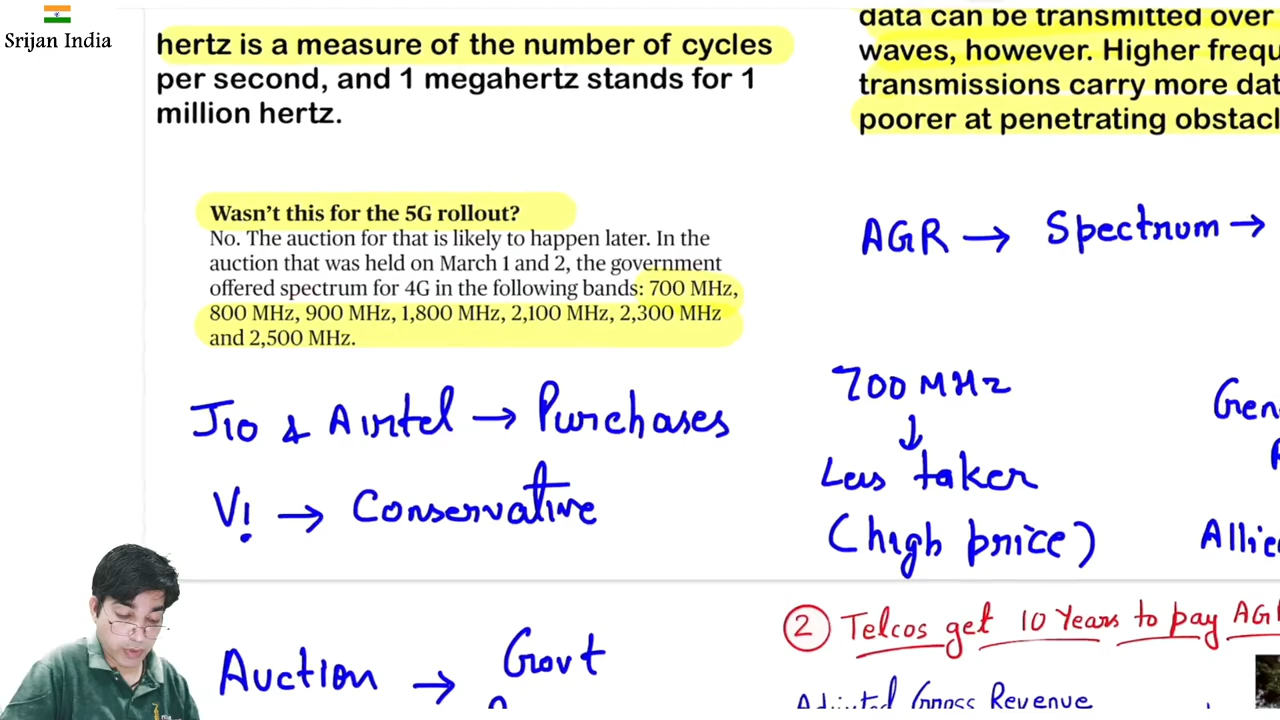 Srijan India
hertz is a measure of the number of cycles
per second, and 1 megahertz stands for 1
million hertz.
data can be transmitted over
waves, however. Higher frequ
transmissions carry more dat
poorer at penetrating obstacl
Wasn't this for the 5G rollout?
No. The auction for that is likely to happen later. In the
auction that was held on March 1 and 2, the government
offered spectrum for 4G in the following bands: 700 MHz,
800 MHz, 900 MHz, 1,800 MHz, 2,100 MHz, 2,300 MHz
and 2,500 MHz.
AGR → Spectrum →
Jio & Airtel → Purchases
V! → Conservative
700 MHz
↓
Less taker
(high price)
Gen
Allie
Auction → Govt
2 Telcos get 10 Years to pay AG
Adjusted Gross Revenue